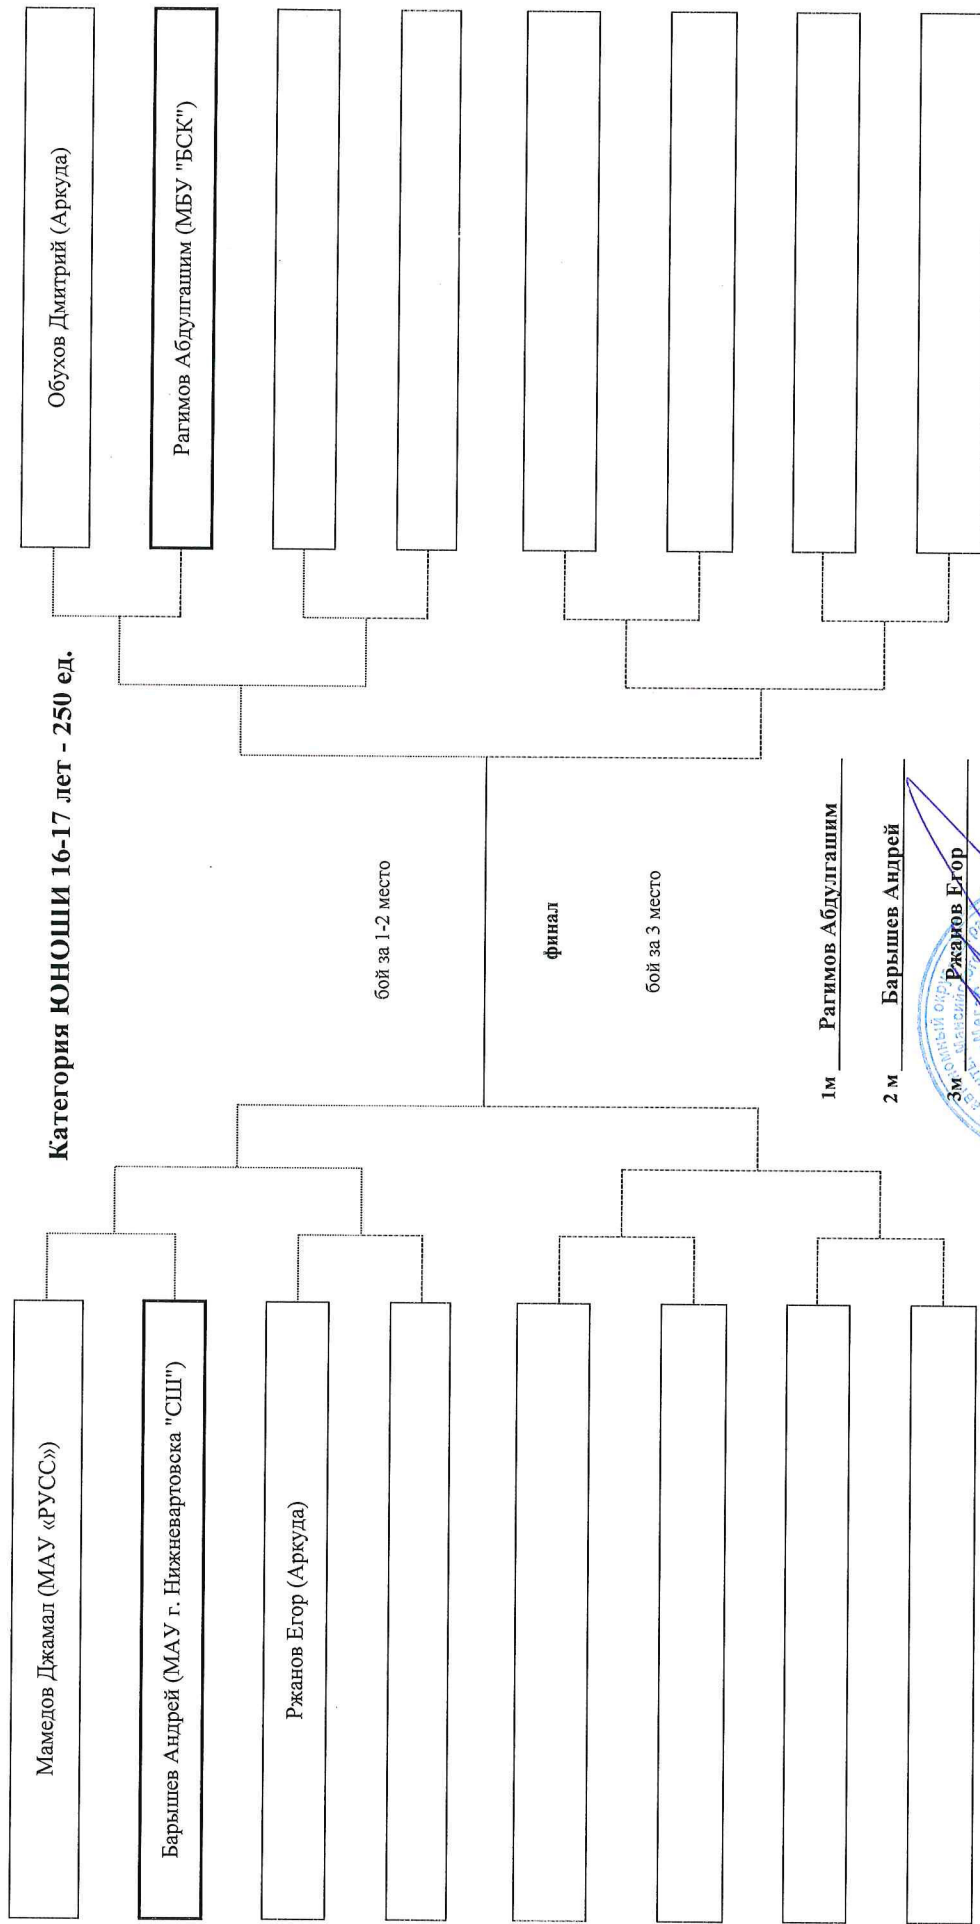 Категория ЮНОШИ 16-17 лет - 250 ед.
Мамедов Джамал (МАУ «РУСС»)
Барышев Андрей (МАУ г. Нижневартовска "СШ")
Ржанов Егор (Аркуда)
Обухов Дмитрий (Аркуда)
Рагимов Абдулгашим (МБУ "БСК")
бой за 1-2 место
финал
бой за 3 место
1м Рагимов Абдулгашим
2 м Барышев Андрей
3м Ржанов Егор